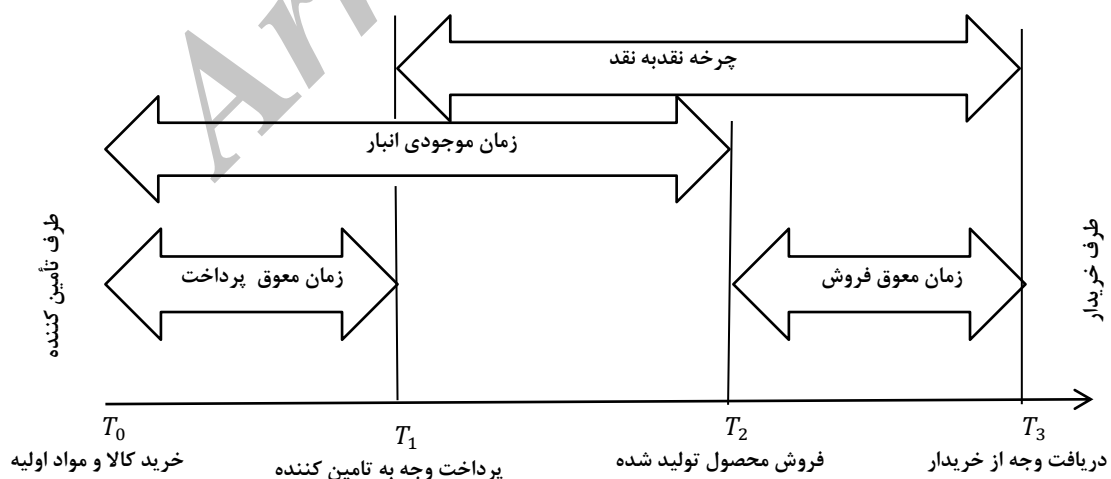 Ar
چرخه نقدبه نقد
زمان موجودی انبار
طرف تأمین کننده
زمان معوق پرداخت
زمان معوق فروش
طرف خریدار
T₀
T₁
T₂
T₃
خرید کالا و مواد اولیه
پرداخت وجه به تامین کننده
فروش محصول تولید شده
دریافت وجه از خریدار